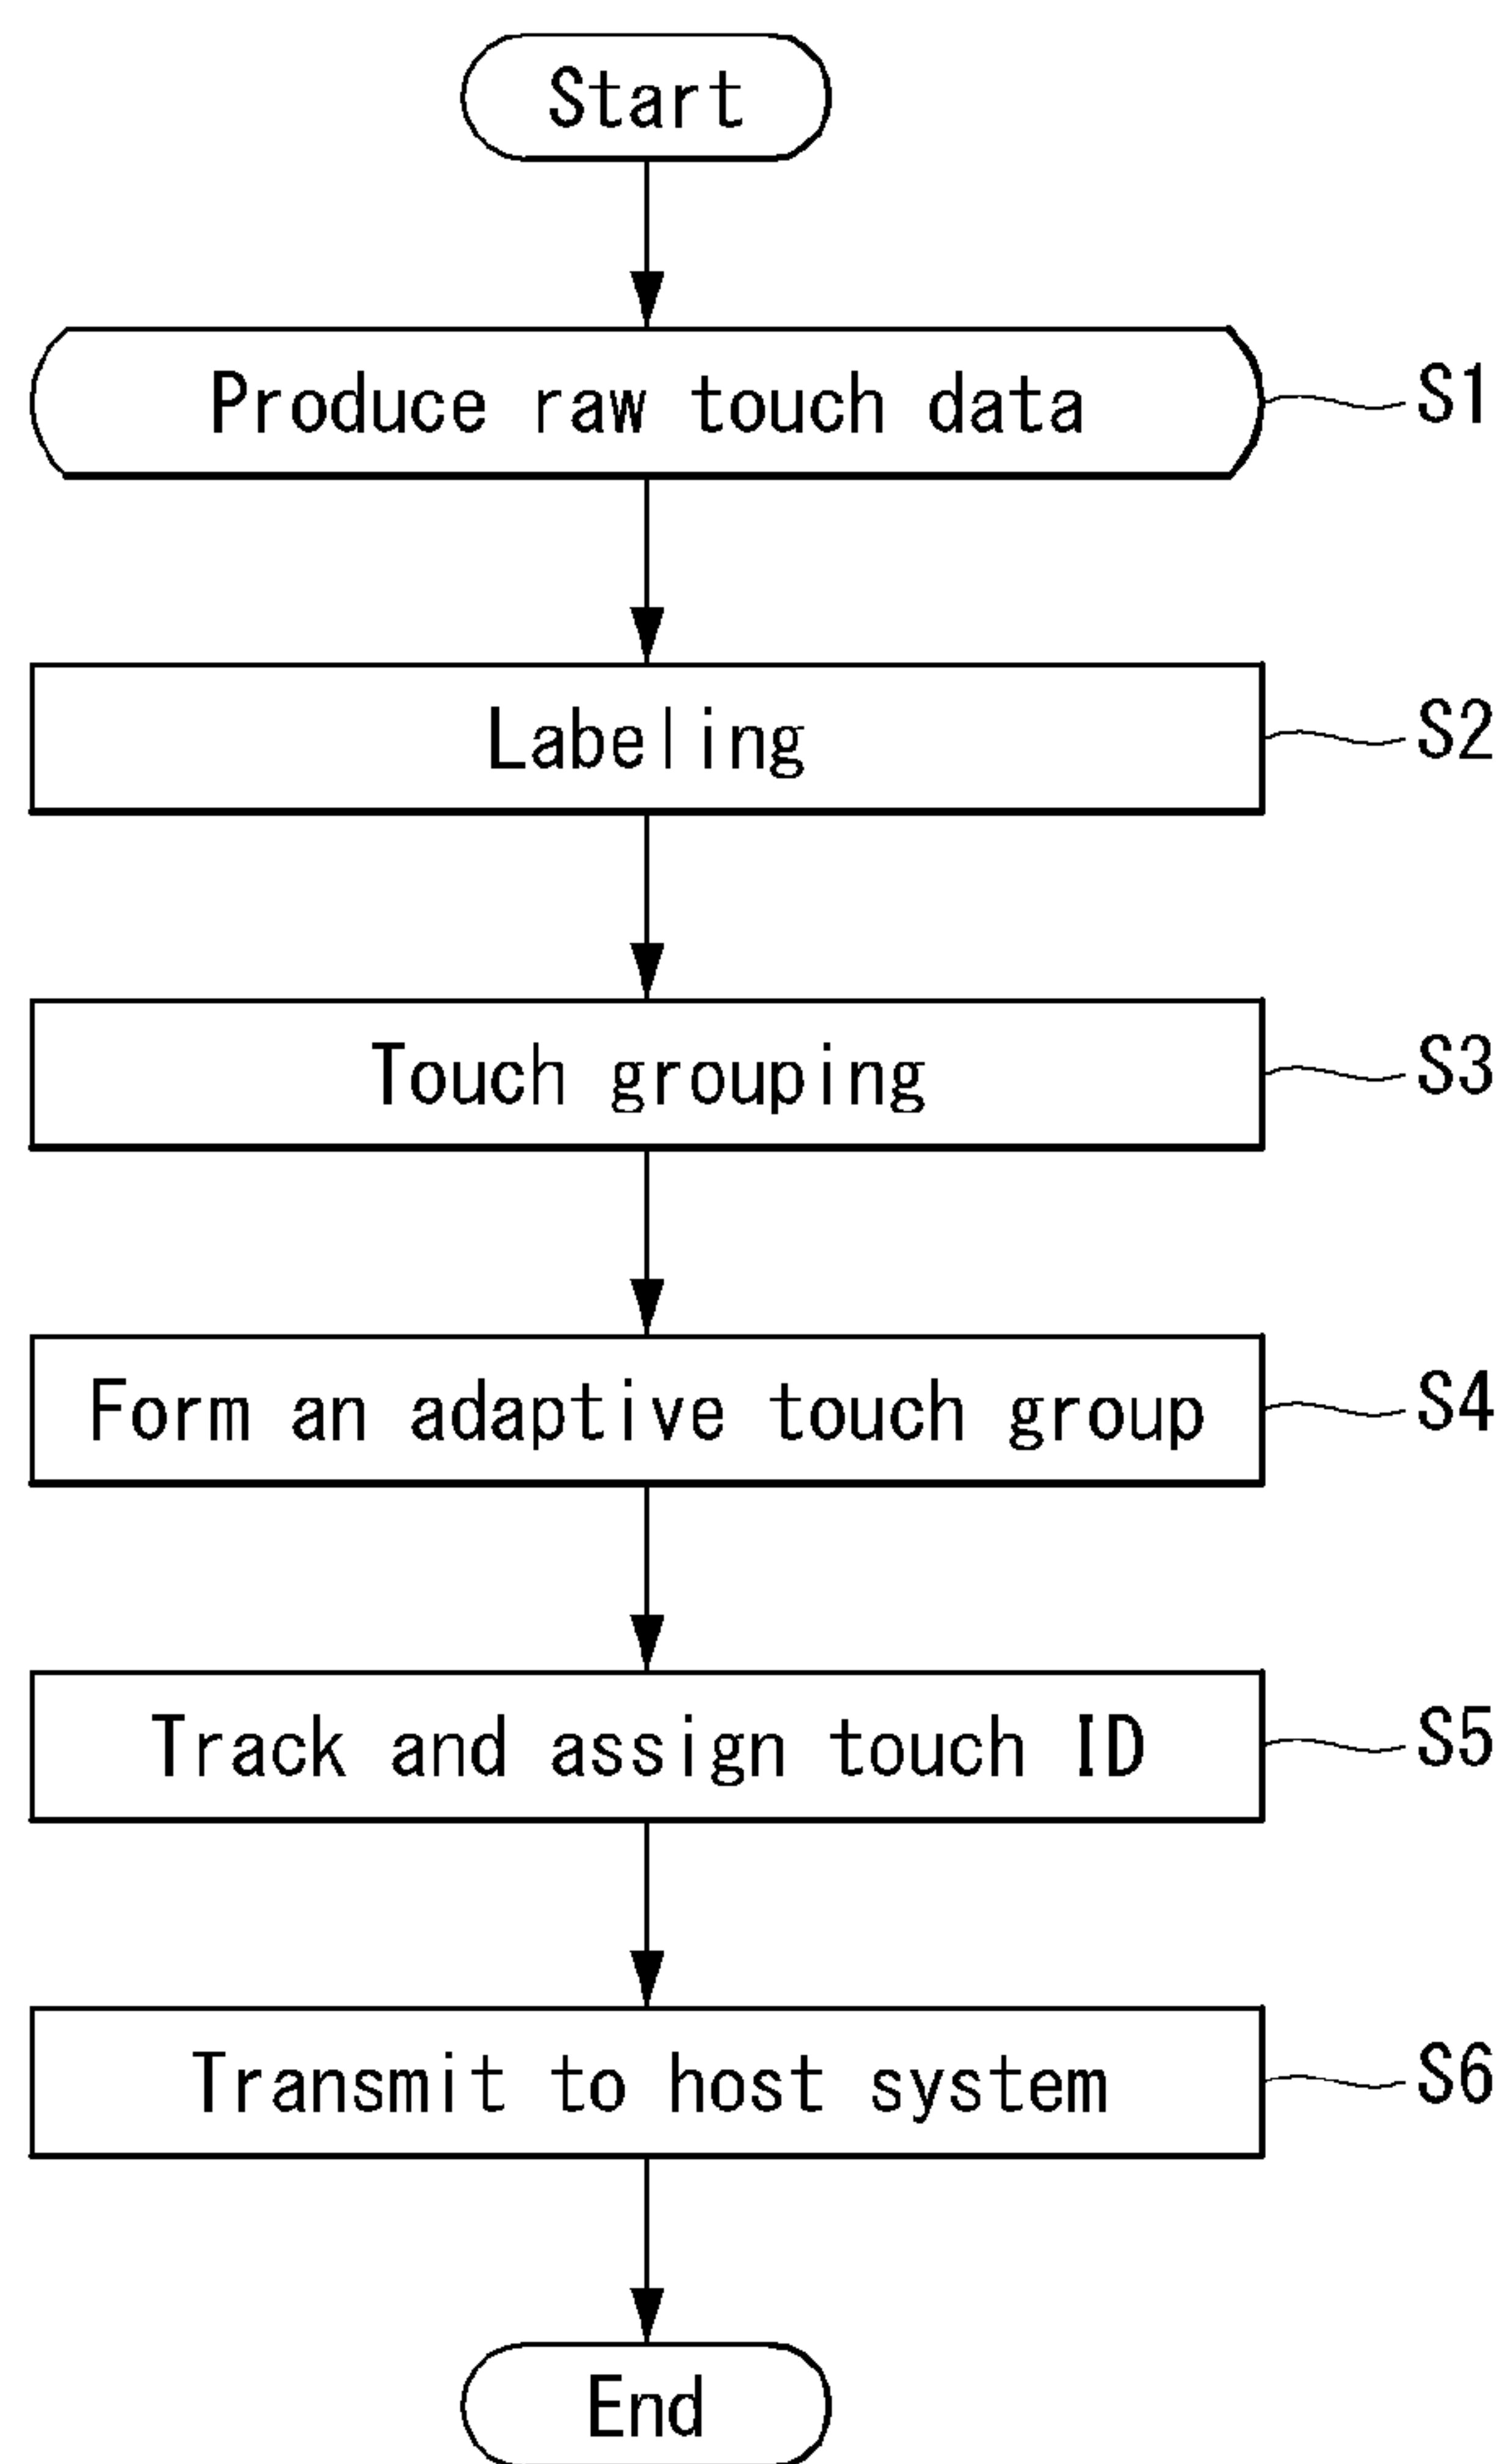 Start
Produce raw touch data
S1
Labeling
S2
Touch grouping
S3
Form an adaptive touch group
S4
Track and assign touch ID
S5
Transmit to host system
S6
End